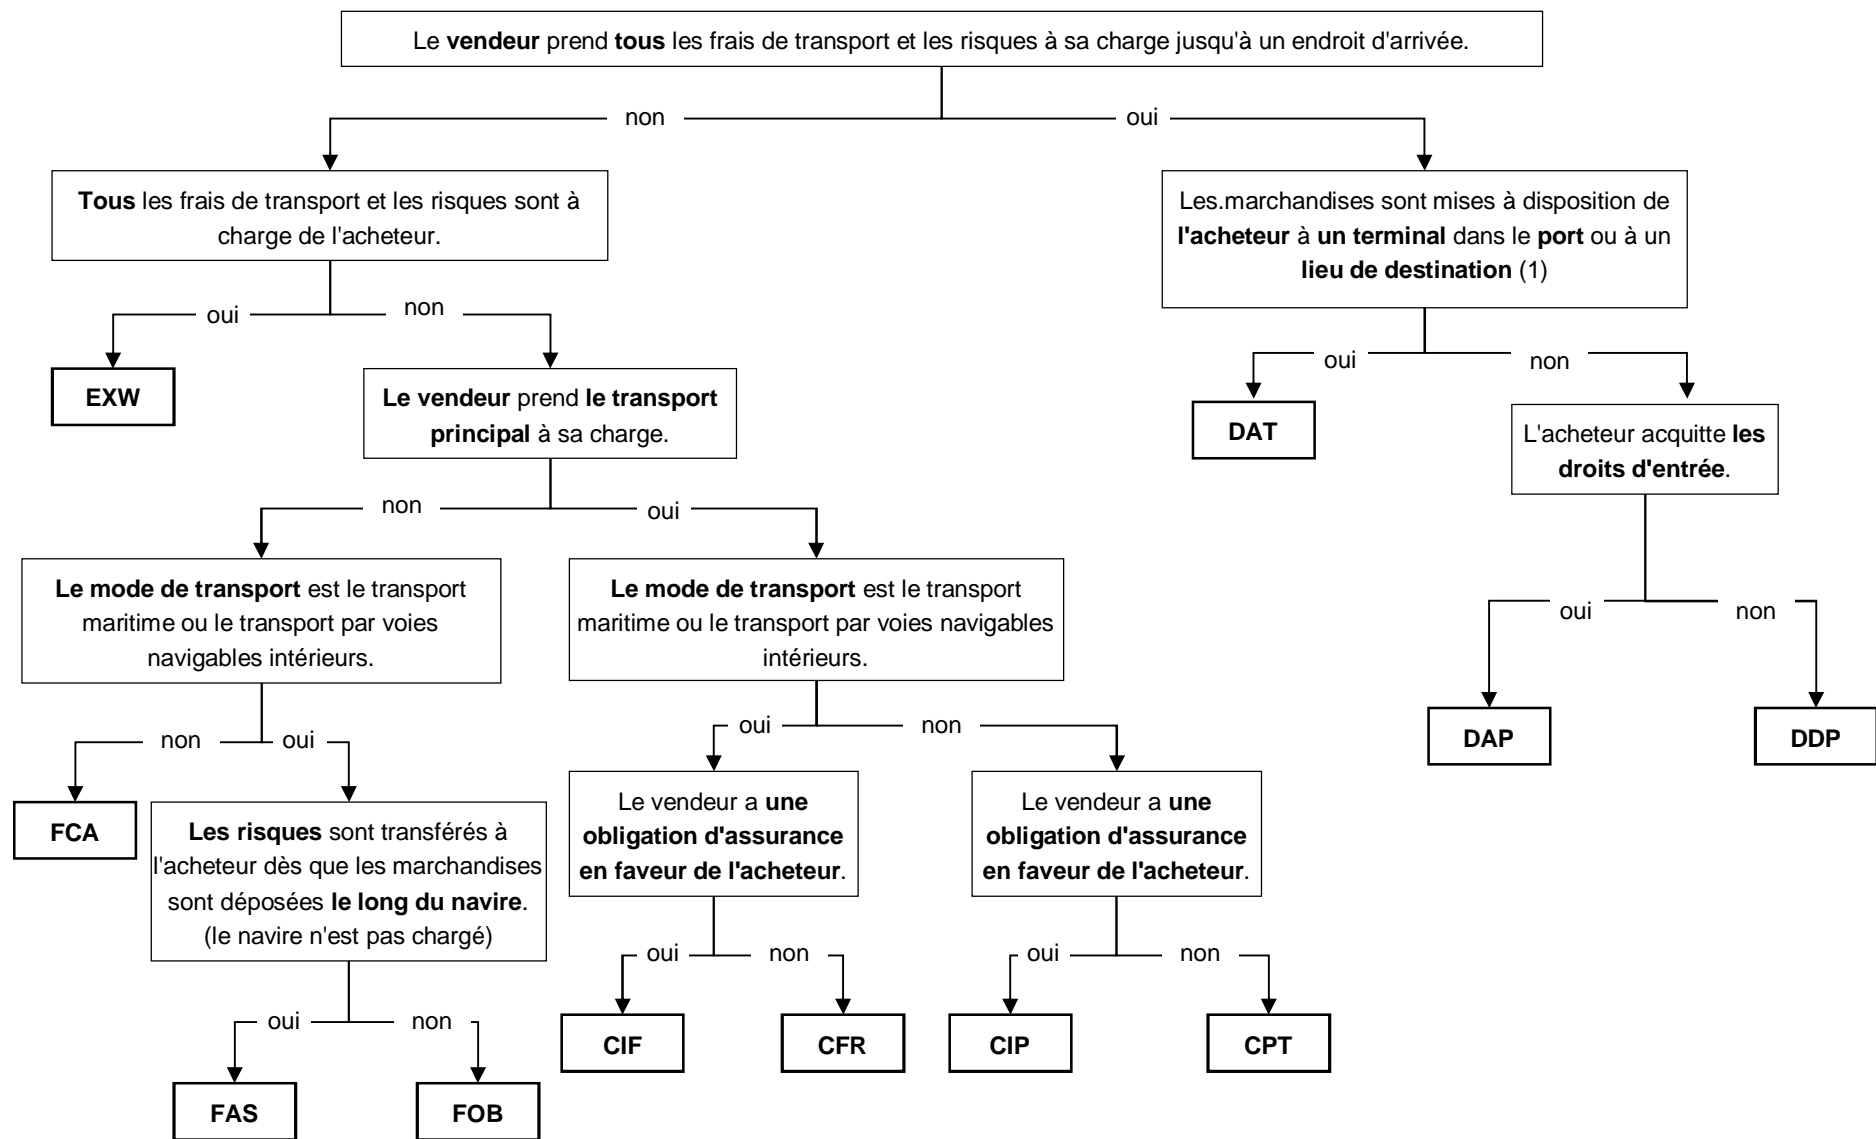 Le vendeur prend tous les frais de transport et les risques à sa charge jusqu'à un endroit d'arrivée.
non
oui
Tous les frais de transport et les risques sont à
charge de l'acheteur.
Les.marchandises sont mises à disposition de
l'acheteur à un terminal dans le port ou à un
lieu de destination (1)
oui
non
oui
non
EXW
Le vendeur prend le transport
principal à sa charge.
DAT
L'acheteur acquitte les
droits d'entrée.
non
oui
Le mode de transport est le transport
maritime ou le transport par voies
navigables intérieurs.
Le mode de transport est le transport
maritime ou le transport par voies navigables
intérieurs.
oui
non
DAP
DDP
non
oui
oui
non
FCA
Les risques sont transférés à
l'acheteur dès que les marchandises
sont déposées le long du navire.
(le navire n'est pas chargé)
Le vendeur a une
obligation d'assurance
en faveur de l'acheteur.
Le vendeur a une
obligation d'assurance
en faveur de l'acheteur.
oui
non
oui
non
oui
non
CIF
CFR
CIP
CPT
FAS
FOB